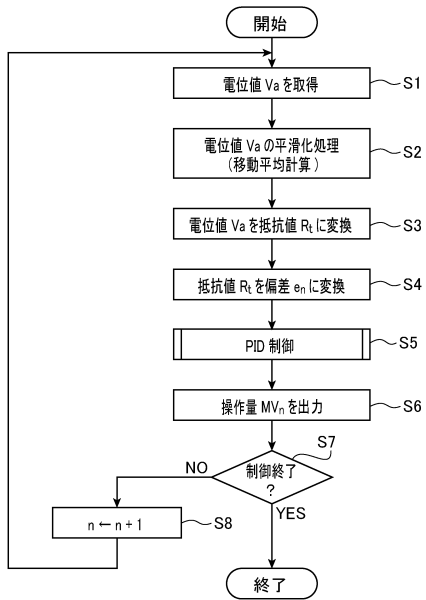 開始
電位値 Va を取得
S1
電位値 Va の平滑化処理
(移動平均計算)
S2
電位値 Va を抵抗値 Rt に変換
S3
抵抗値 Rt を偏差 en に変換
S4
PID 制御
S5
操作量 MVn を出力
S6
S7
制御終了
?
NO
YES
n ← n + 1
S8
終了